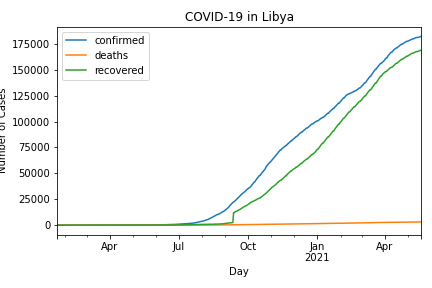 COVID-19 in Libya
confirmed
deaths
recovered
175000
150000
125000
100000
75000
50000
25000
0
Number of Cases
Apr
Jul
Oct
Jan
2021
Apr
Day